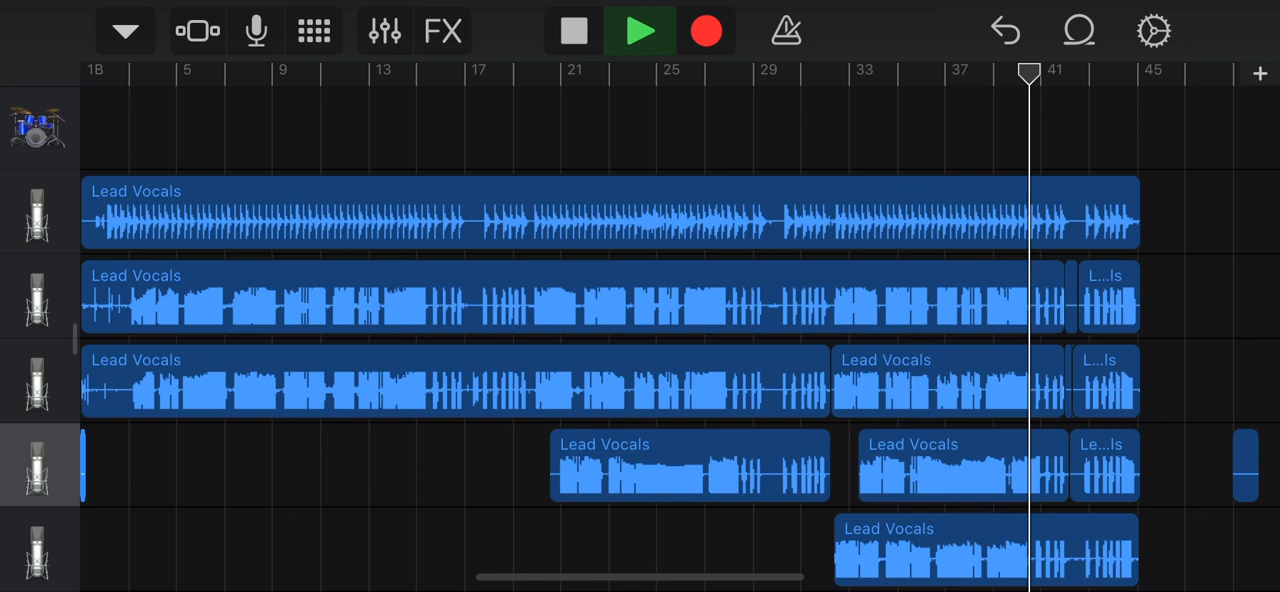 FX
1B 5 9 13 17 21 25 29 33 37 41 45 +
Lead Vocals
Lead Vocals L...ls
Lead Vocals Lead Vocals L...ls
Lead Vocals Lead Vocals Le...ls
Lead Vocals